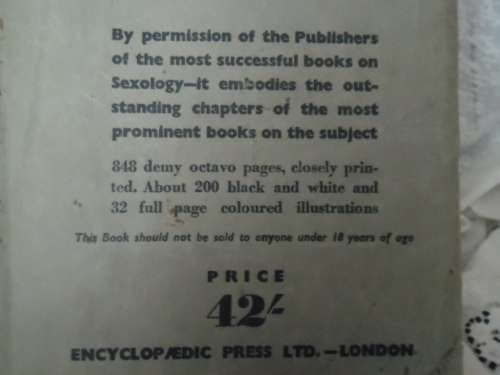 By permission of the Publishers
of the most successful books on
Sexology—it embodies the out-
standing chapters of the most
prominent books on the subject
848 demy octavo pages, closely prin-
ted. About 200 black and white and
32 full page coloured illustrations
This Book should not be sold to anyone under 18 years of age
PRICE
42/-
ENCYCLOPÆDIC PRESS LTD.—LONDON